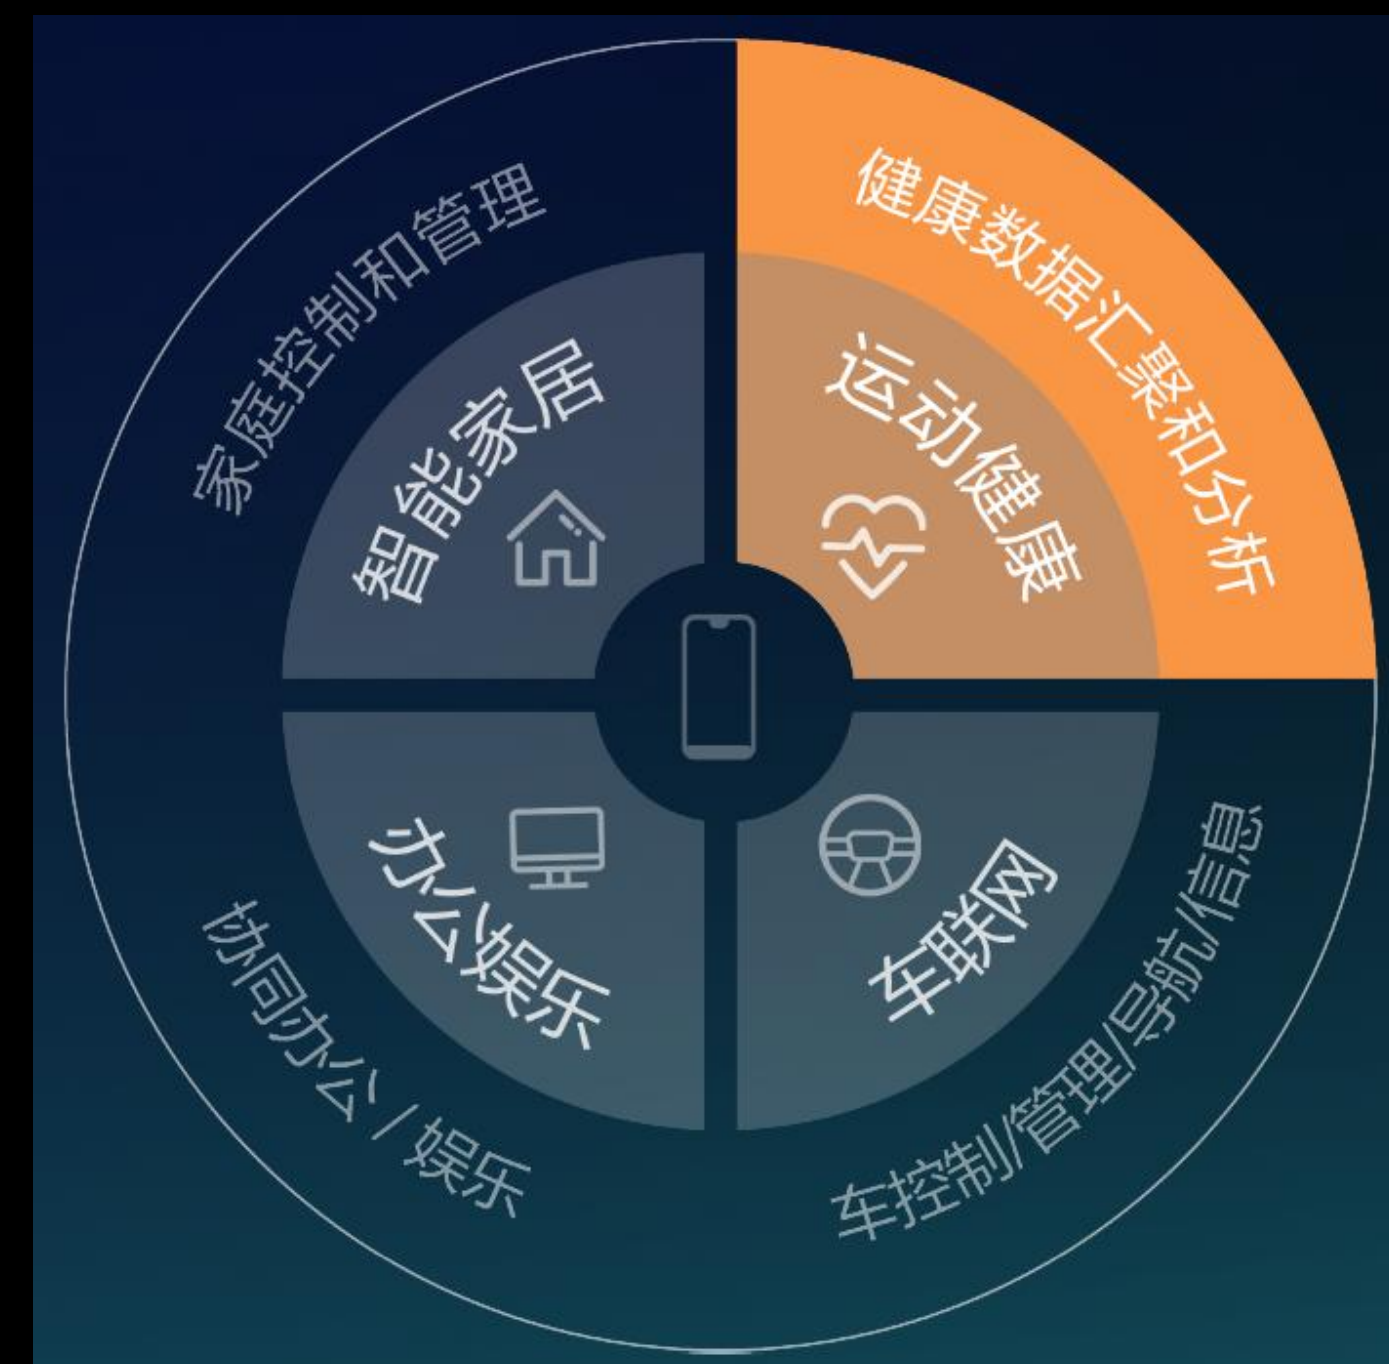 家庭控制和管理
健康数据汇聚和分析
智能家居
运动健康
办公娱乐
车联网
协同办公 / 娱乐
车控制/管理/导航/信息